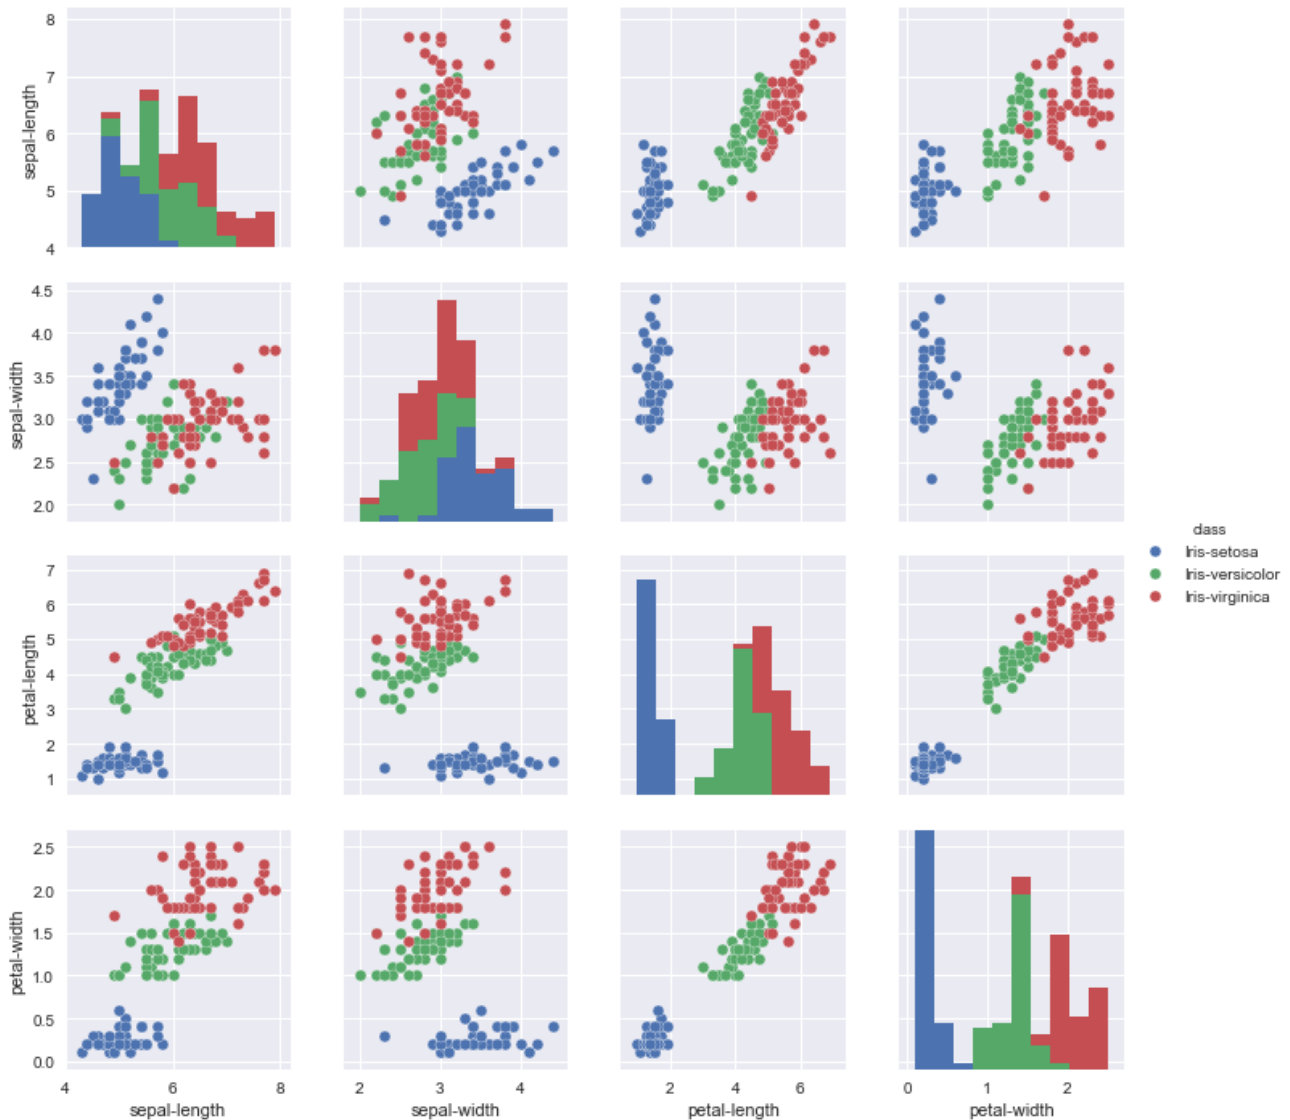 8
7
6
5
4
sepal-length
4.5
4.0
3.5
3.0
2.5
2.0
sepal-width
class
Iris-setosa
Iris-versicolor
Iris-virginica
7
6
5
4
3
2
1
petal-length
2.5
2.0
1.5
1.0
0.5
0.0
petal-width
4 6 8 2 3 4 2 4 6 0 1 2
sepal-length sepal-width petal-length petal-width